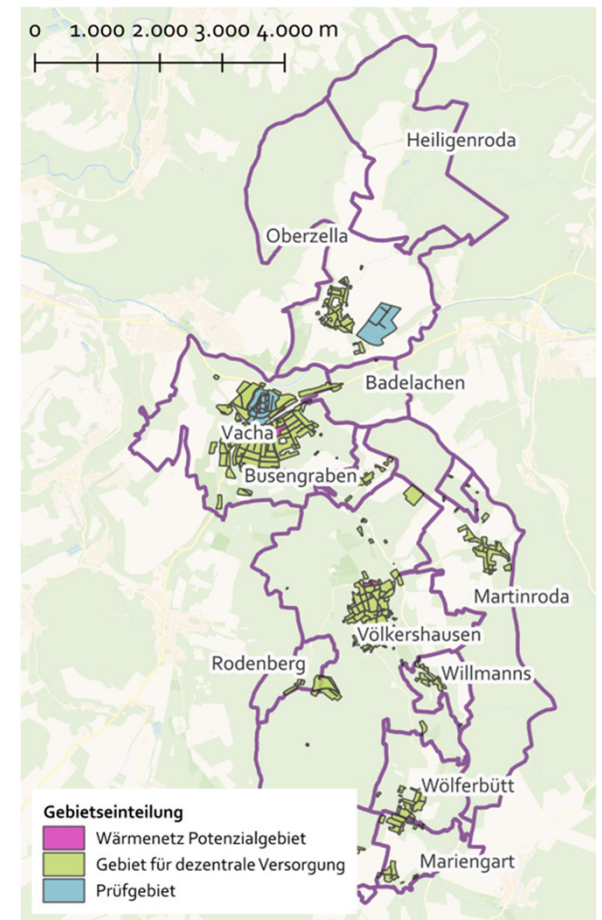 0 1.000 2.000 3.000 4.000 m
Heiligenroda
Oberzella
Badelachen
Vacha
Busengraben
Martinroda
Völkershausen
Rodenberg
Willmanns
Wölferbütt
Mariengart
Gebietseinteilung
Wärmenetz Potenzialgebiet
Gebiet für dezentrale Versorgung
Prüfgebiet